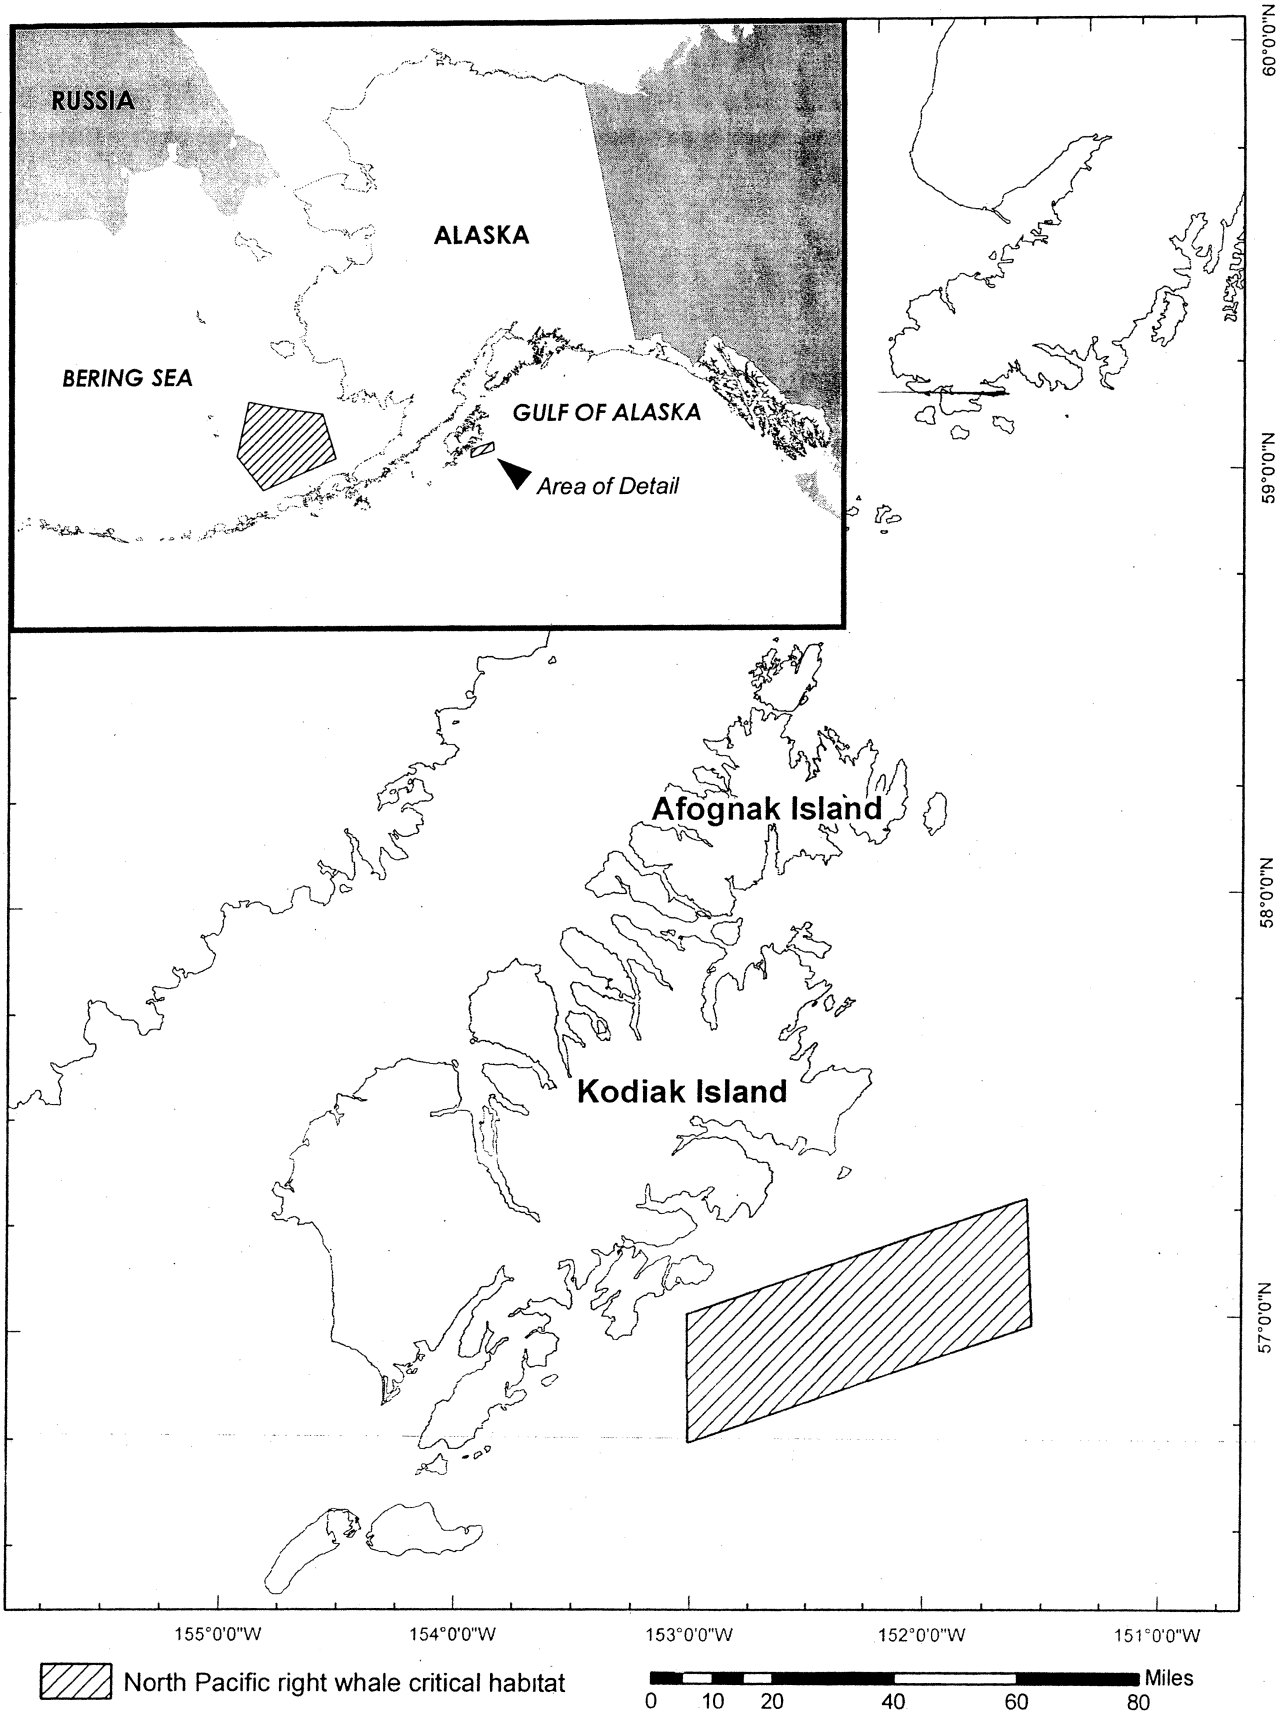 RUSSIA
ALASKA
BERING SEA
GULF OF ALASKA
Area of Detail
60°0'0"N
59°0'0"N
58°0'0"N
57°0'0"N
Afognak Island
Kodiak Island
155°0'0"W 154°0'0"W 153°0'0"W 152°0'0"W 151°0'0"W
North Pacific right whale critical habitat
Miles
0 10 20 40 60 80